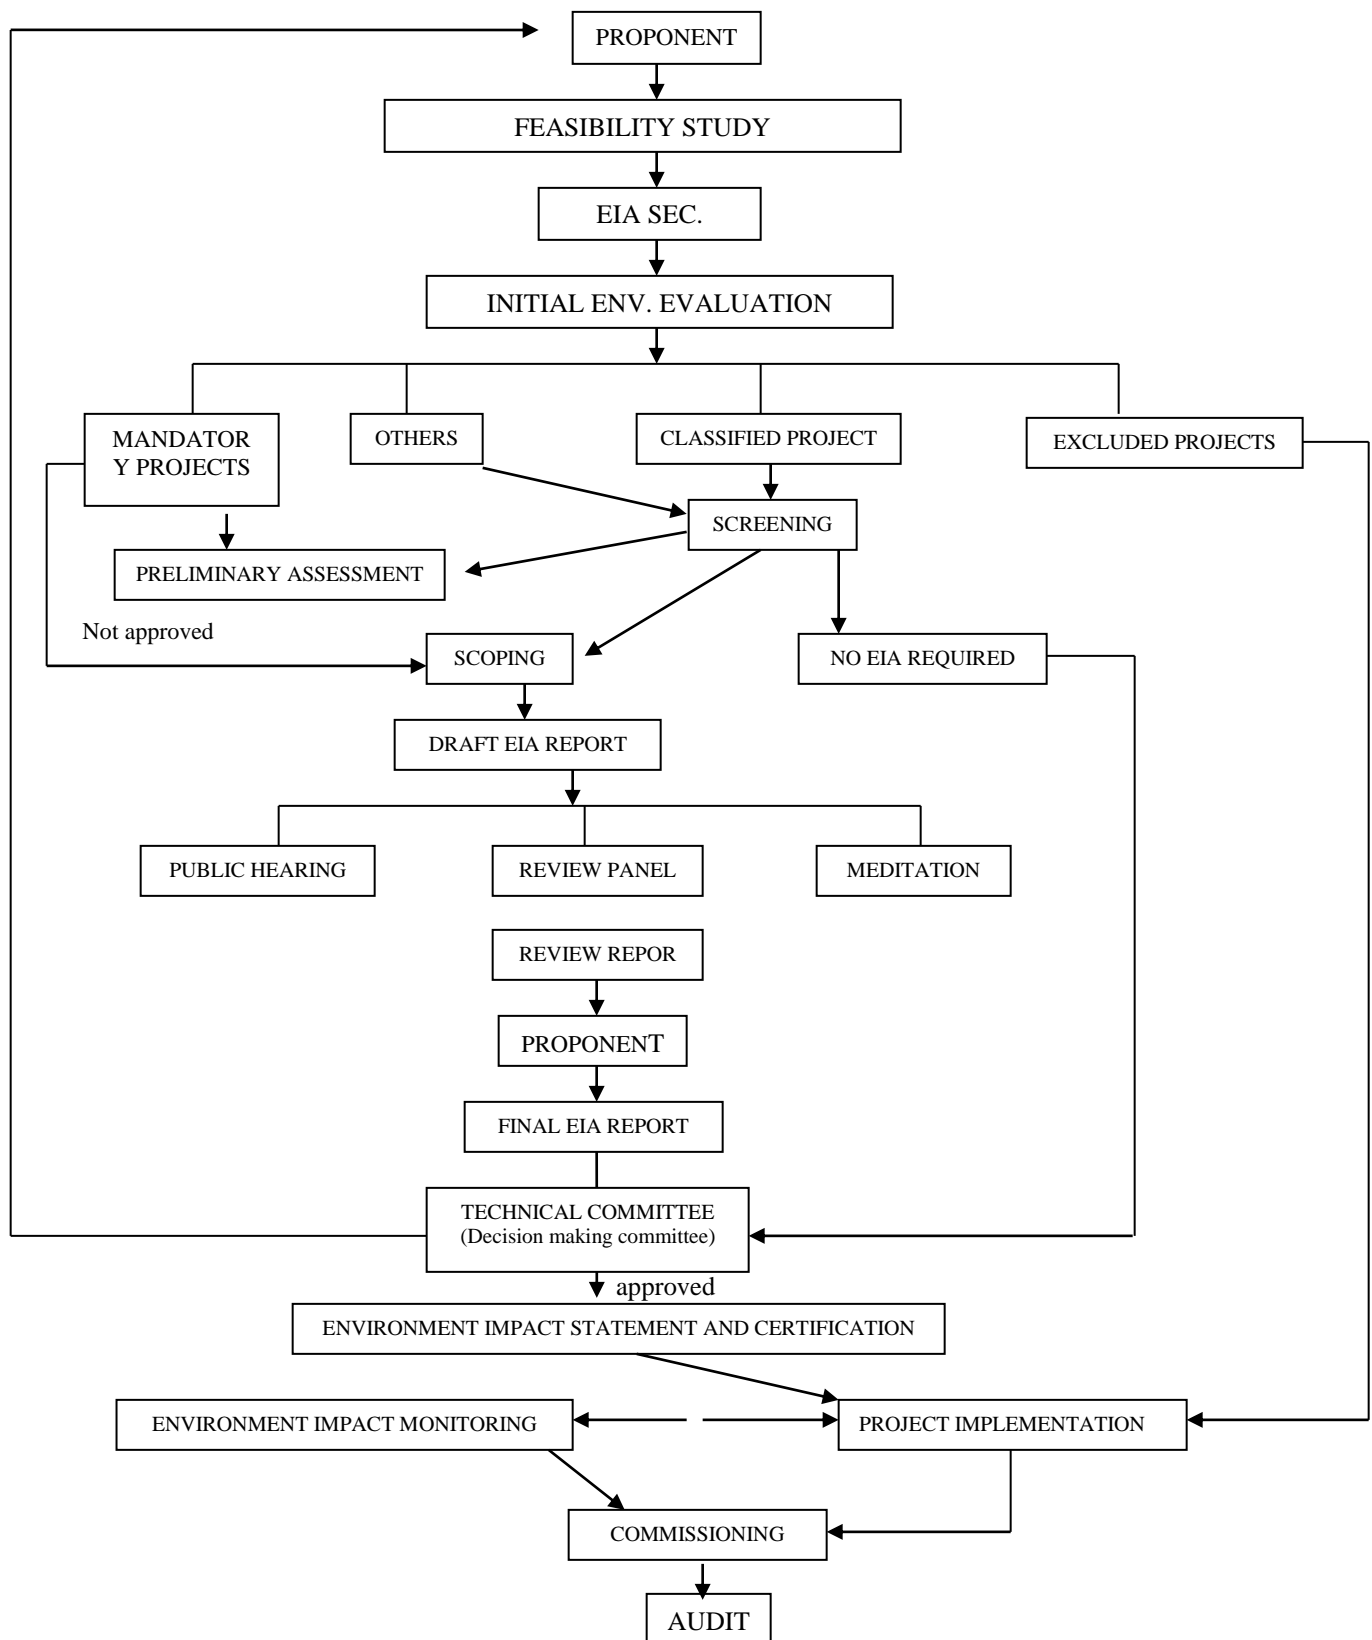 PROPONENT
FEASIBILITY STUDY
EIA SEC.
INITIAL ENV. EVALUATION
MANDATOR
Y PROJECTS
OTHERS
CLASSIFIED PROJECT
EXCLUDED PROJECTS
SCREENING
PRELIMINARY ASSESSMENT
Not approved
SCOPING
NO EIA REQUIRED
DRAFT EIA REPORT
PUBLIC HEARING
REVIEW PANEL
MEDITATION
REVIEW REPOR
PROPONENT
FINAL EIA REPORT
TECHNICAL COMMITTEE
(Decision making committee)
approved
ENVIRONMENT IMPACT STATEMENT AND CERTIFICATION
ENVIRONMENT IMPACT MONITORING
PROJECT IMPLEMENTATION
COMMISSIONING
AUDIT